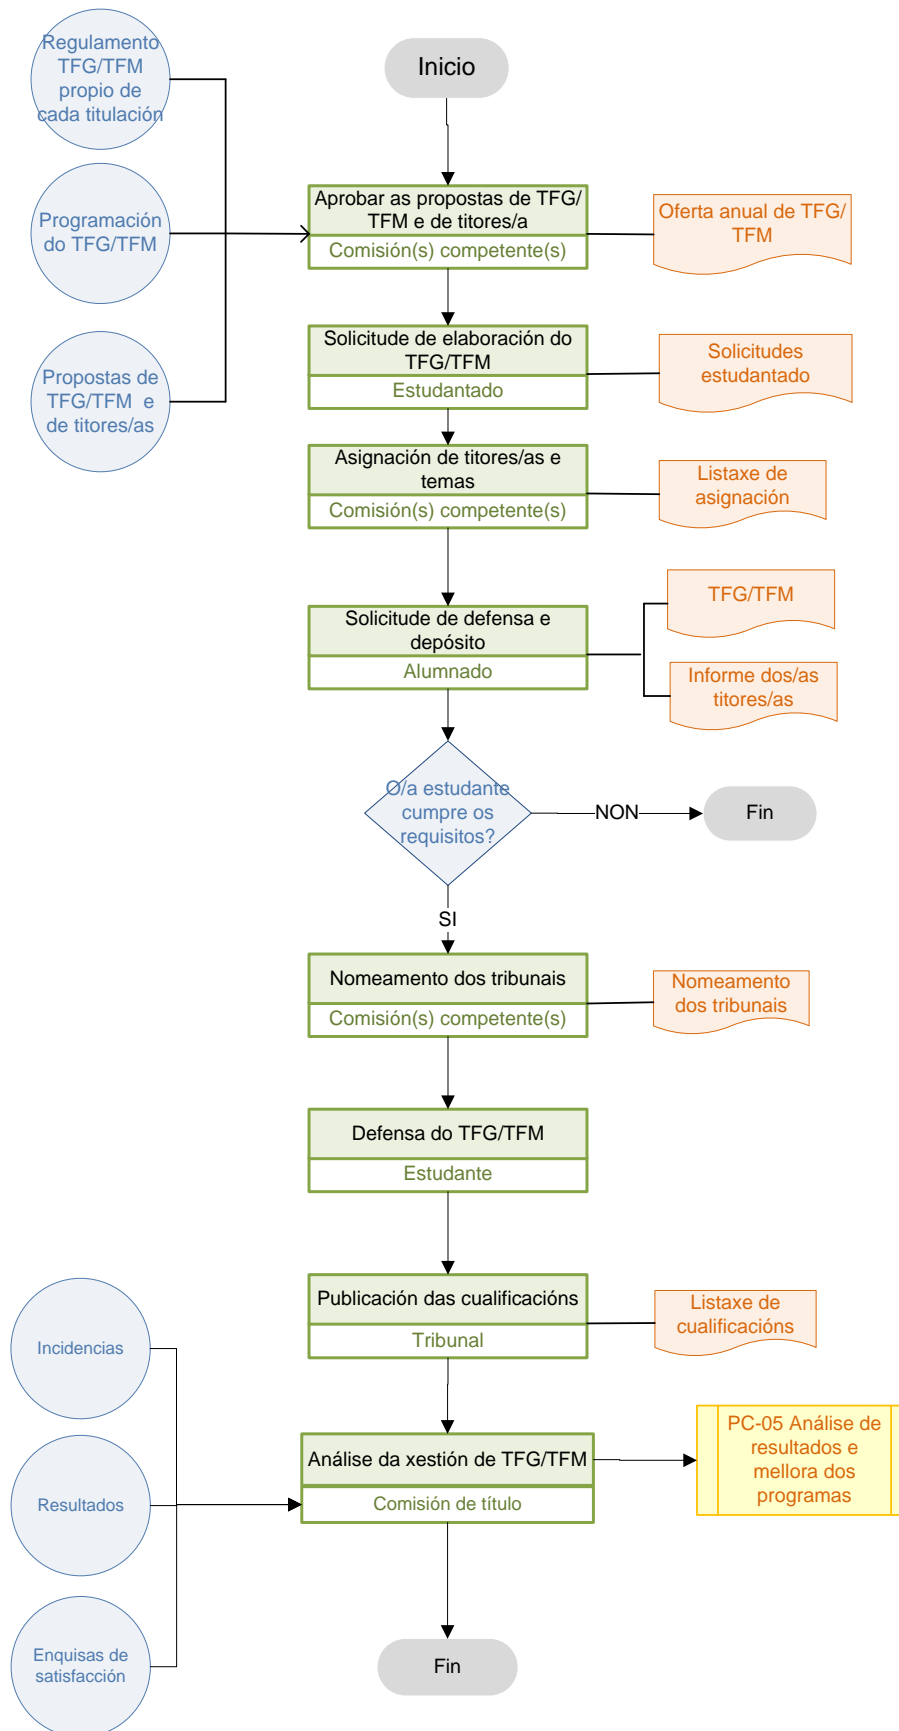 Regulamento
TFG/TFM
propio de
cada titulación
Inicio
Programación
do TFG/TFM
Aprobar as propostas de TFG/
TFM e de titores/a
Comisión(s) competente(s)
Oferta anual de TFG/
TFM
Propostas de
TFG/TFM e
de titores/as
Solicitude de elaboración do
TFG/TFM
Estudantado
Solicitudes
estudantado
Asignación de titores/as e
temas
Comisión(s) competente(s)
Listaxe de
asignación
Solicitude de defensa e
depósito
Alumnado
TFG/TFM
Informe dos/as
titores/as
O/a estudante
cumpre os
requisitos?
NON
Fin
SI
Nomeamento dos tribunais
Comisión(s) competente(s)
Nomeamento
dos tribunais
Defensa do TFG/TFM
Estudante
Publicación das cualificacións
Tribunal
Listaxe de
cualificacións
Incidencias
Resultados
Enquisas de
satisfacción
Análise da xestión de TFG/TFM
Comisión de título
PC-05 Análise de
resultados e
mellora dos
programas
Fin